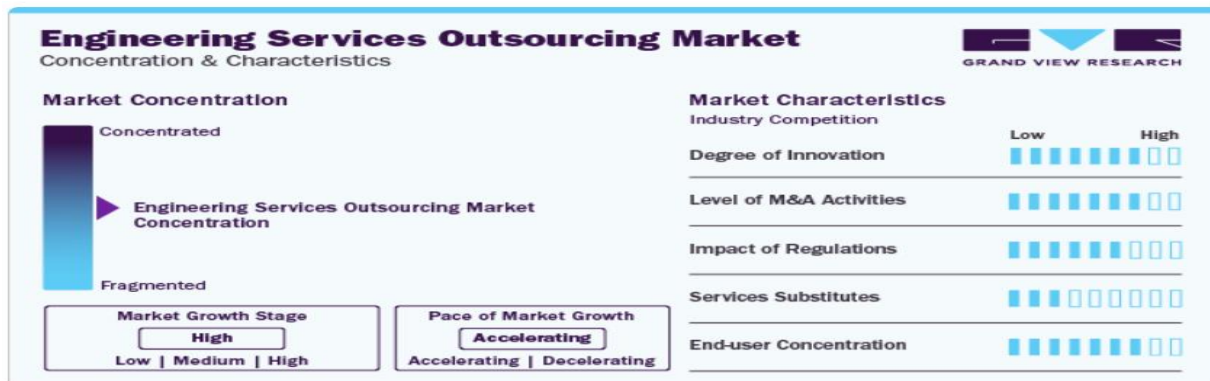 Engineering Services Outsourcing Market
Concentration & Characteristics
GRAND VIEW RESEARCH
Market Concentration
Concentrated
Engineering Services Outsourcing Market
Concentration
Fragmented
Market Growth Stage
High
Low | Medium | High
Pace of Market Growth
Accelerating
Accelerating | Decelerating
Market Characteristics
Industry Competition
Low High
Degree of Innovation
Level of M&A Activities
Impact of Regulations
Services Substitutes
End-user Concentration